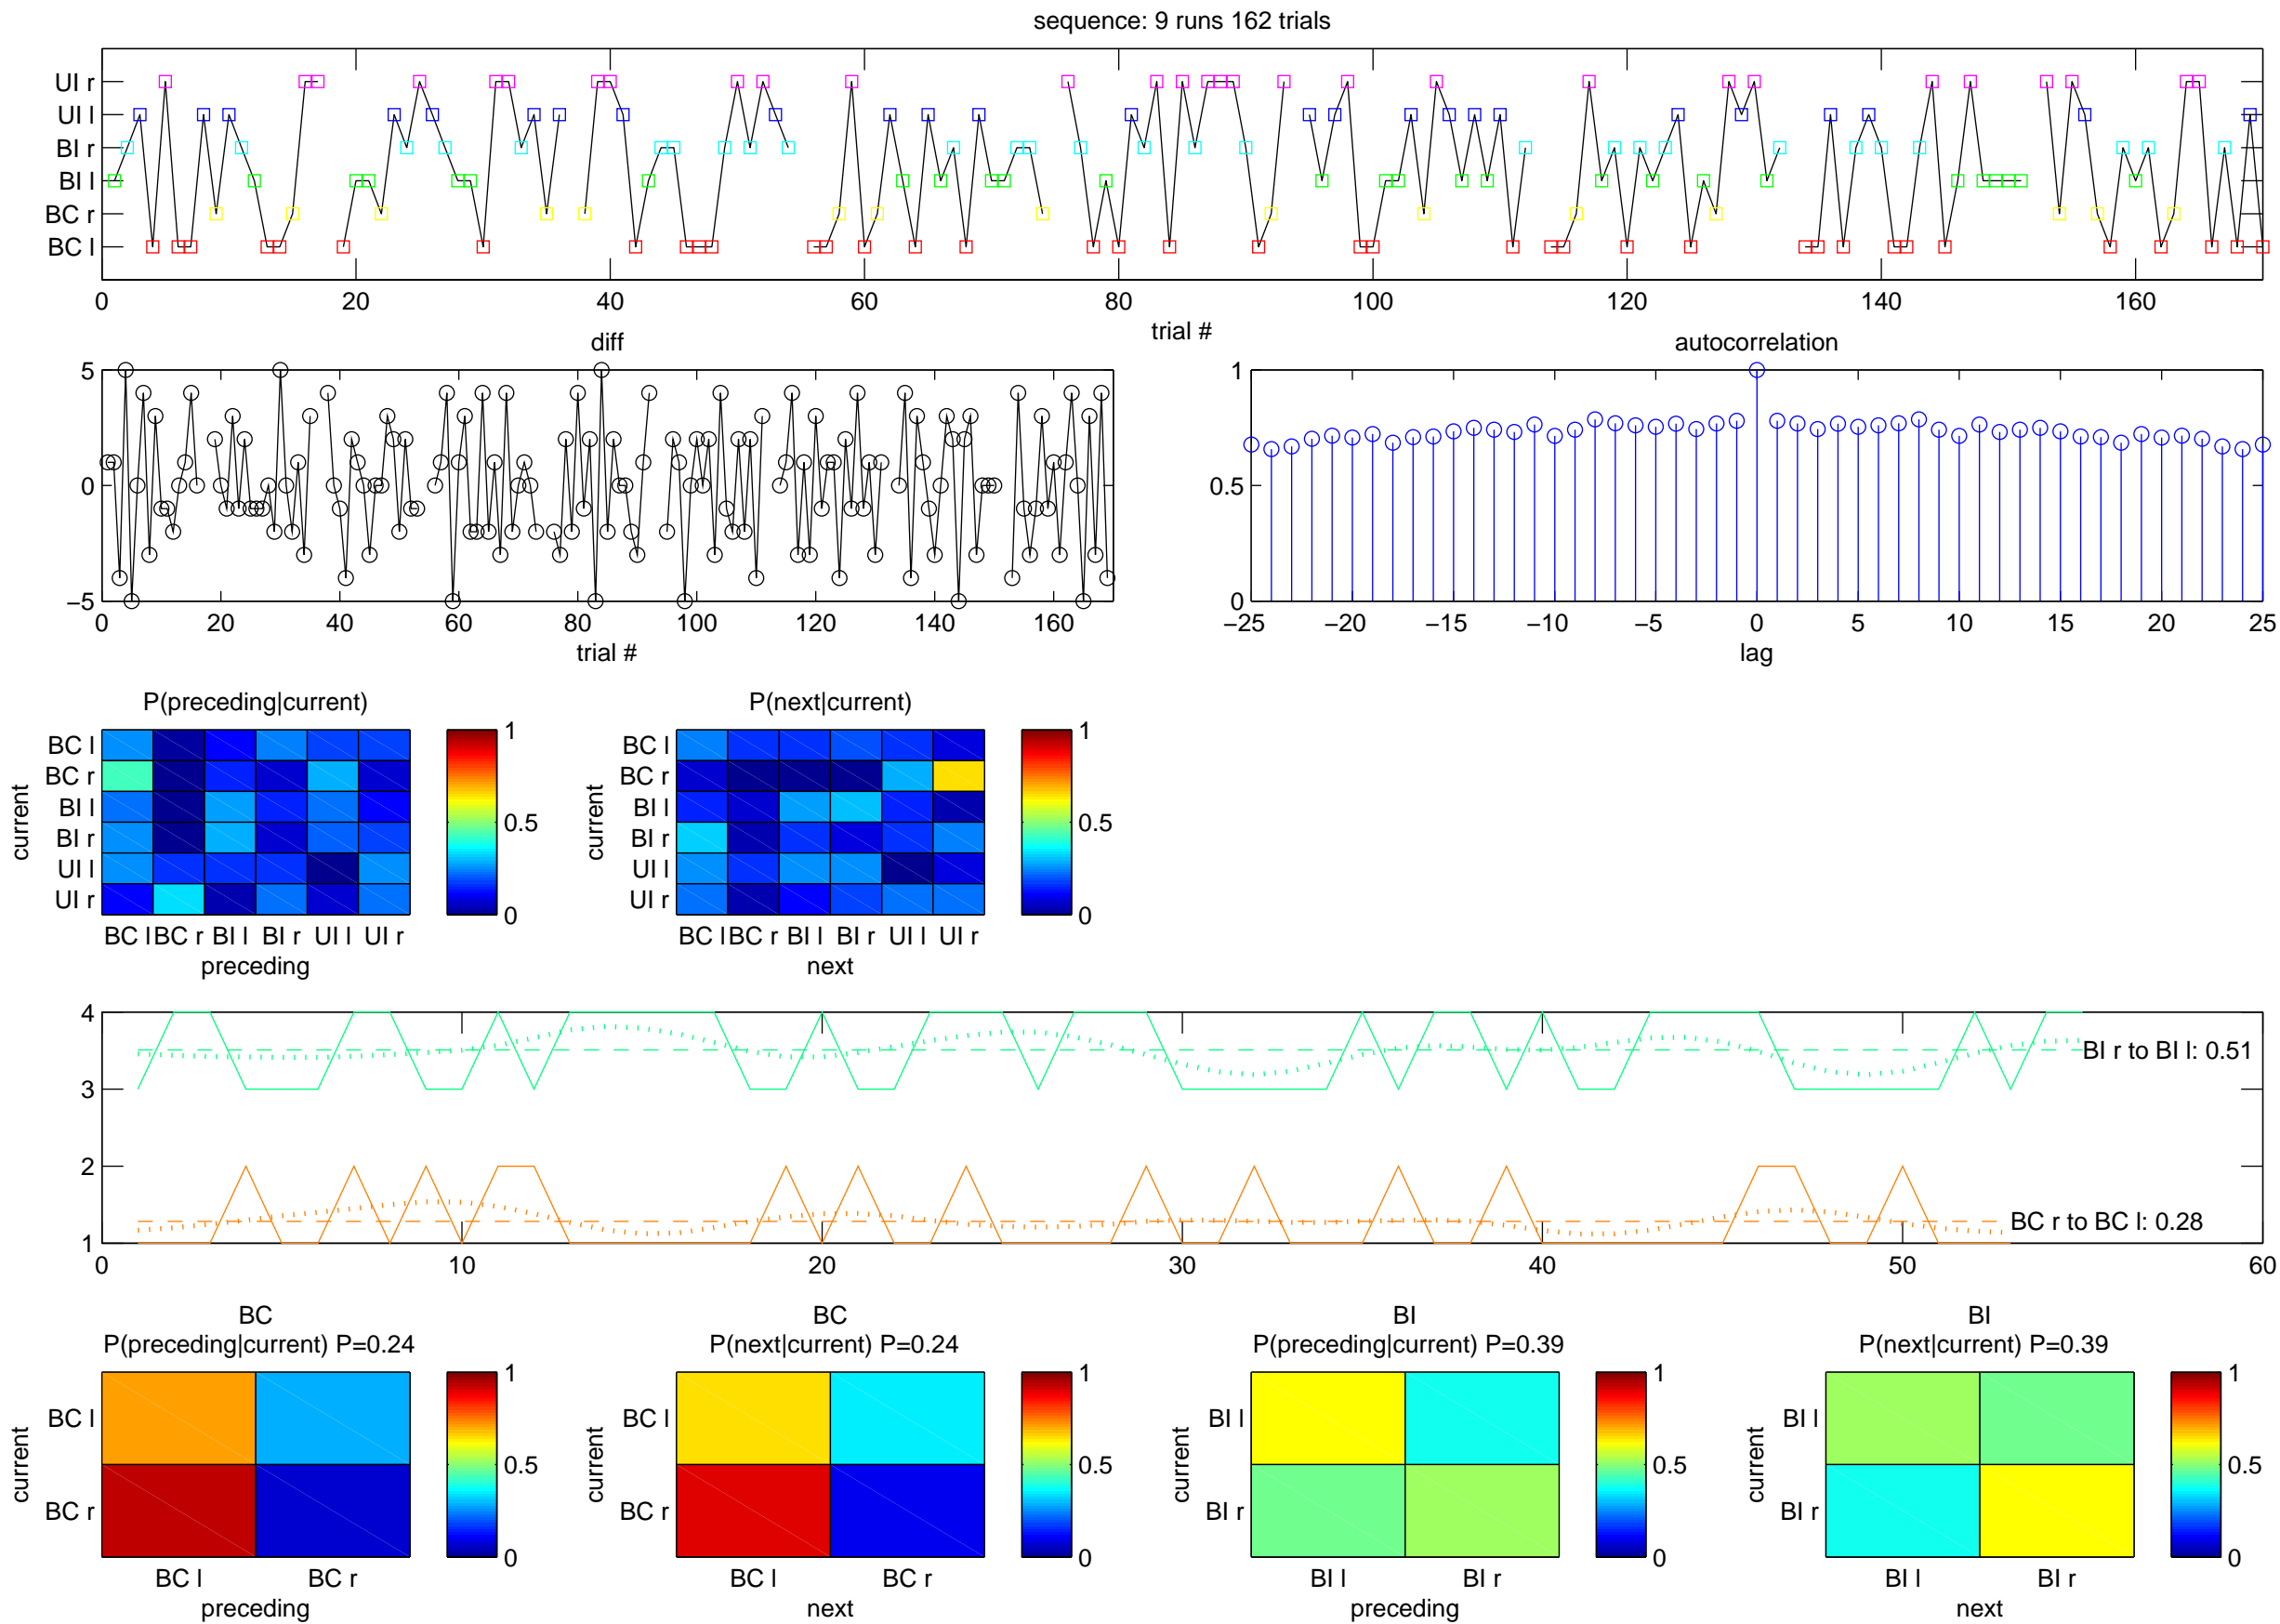 sequence: 9 runs 162 trials
UI r
UI l
BI r
BI l
BC r
BC l
0 20 40 60 80 100 120 140 160
trial #
diff
5
0
−5
0 20 40 60 80 100 120 140 160
trial #
autocorrelation
1
0.5
0
−25 −20 −15 −10 −5 0 5 10 15 20 25
lag
P(preceding|current)
current
BC l
BC r
BI l
BI r
UI l
UI r
BC l BC r BI l BI r UI l UI r
preceding
1
0.5
0
P(next|current)
current
BC l
BC r
BI l
BI r
UI l
UI r
BC l BC r BI l BI r UI l UI r
next
1
0.5
0
4
3
2
1
0 10 20 30 40 50 60
BI r to BI l: 0.51
BC r to BC l: 0.28
BC
P(preceding|current) P=0.24
current
BC l
BC r
BC l BC r
preceding
1
0.5
0
BC
P(next|current) P=0.24
current
BC l
BC r
BC l BC r
next
1
0.5
0
BI
P(preceding|current) P=0.39
current
BI l
BI r
BI l BI r
preceding
1
0.5
0
BI
P(next|current) P=0.39
current
BI l
BI r
BI l BI r
next
1
0.5
0